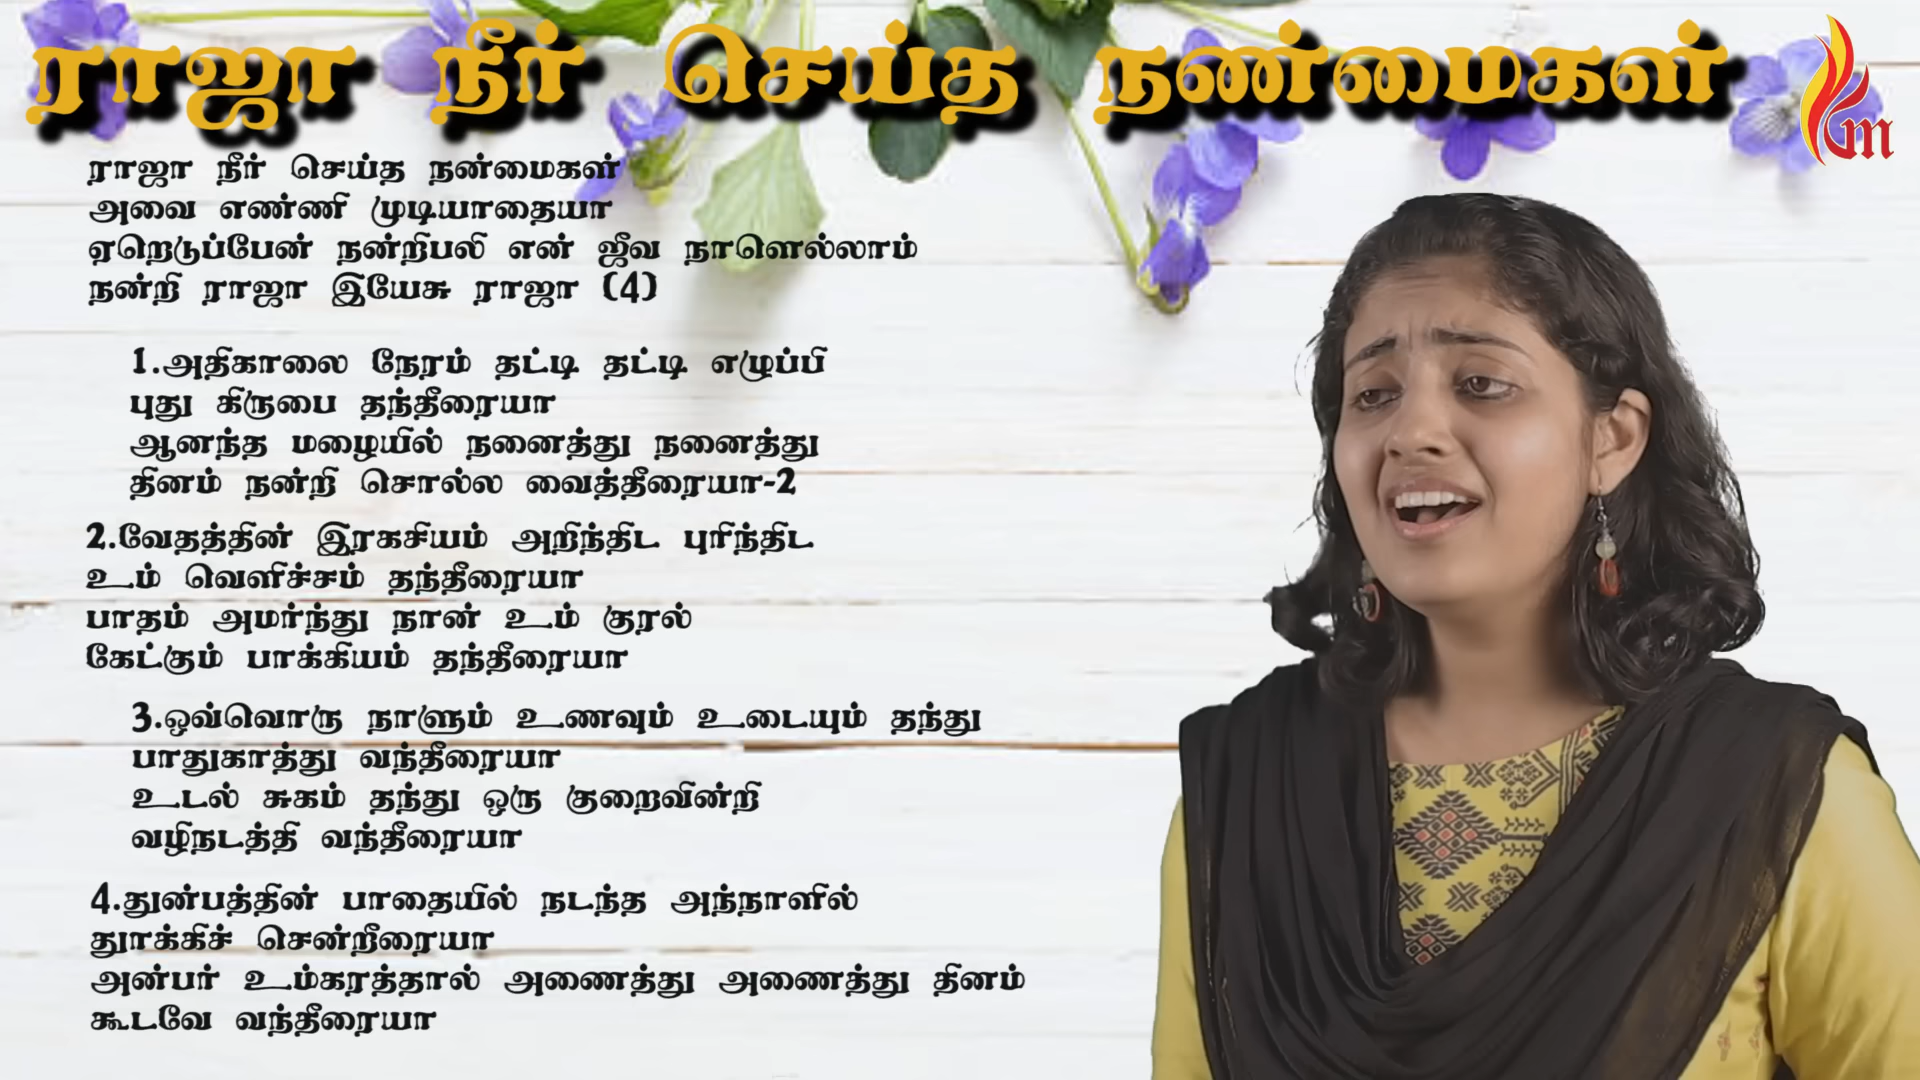 ராஜா நீர் செய்த நண்மைகள்
m
ராஜா நீர் செய்த நன்மைகள்
அவை எண்ணி முடியாதையா
ஏறெடுப்பேன் நன்றிபலி என் ஜீவ நாளெல்லாம்
நன்றி ராஜா இயேசு ராஜா (4)
1.அதிகாலை நேரம் தட்டி தட்டி எழுப்பி
புது கிருபை தந்தீரையா
ஆனந்த மழையில் நனைத்து நனைத்து
தினம் நன்றி சொல்ல வைத்தீரையா-2
2.வேதத்தின் இரகசியம் அறிந்திட புரிந்திட
உம் வெளிச்சம் தந்தீரையா
பாதம் அமர்ந்து நான் உம் குரல்
கேட்கும் பாக்கியம் தந்தீரையா
3.ஒவ்வொரு நாளும் உணவும் உடையும் தந்து
பாதுகாத்து வந்தீரையா
உடல் சுகம் தந்து ஒரு குறைவின்றி
வழிநடத்தி வந்தீரையா
4.துன்பத்தின் பாதையில் நடந்த அந்நாளில்
துாக்கிச் சென்றீரையா
அன்பர் உம்கரத்தால் அணைத்து அணைத்து தினம்
கூடவே வந்தீரையா